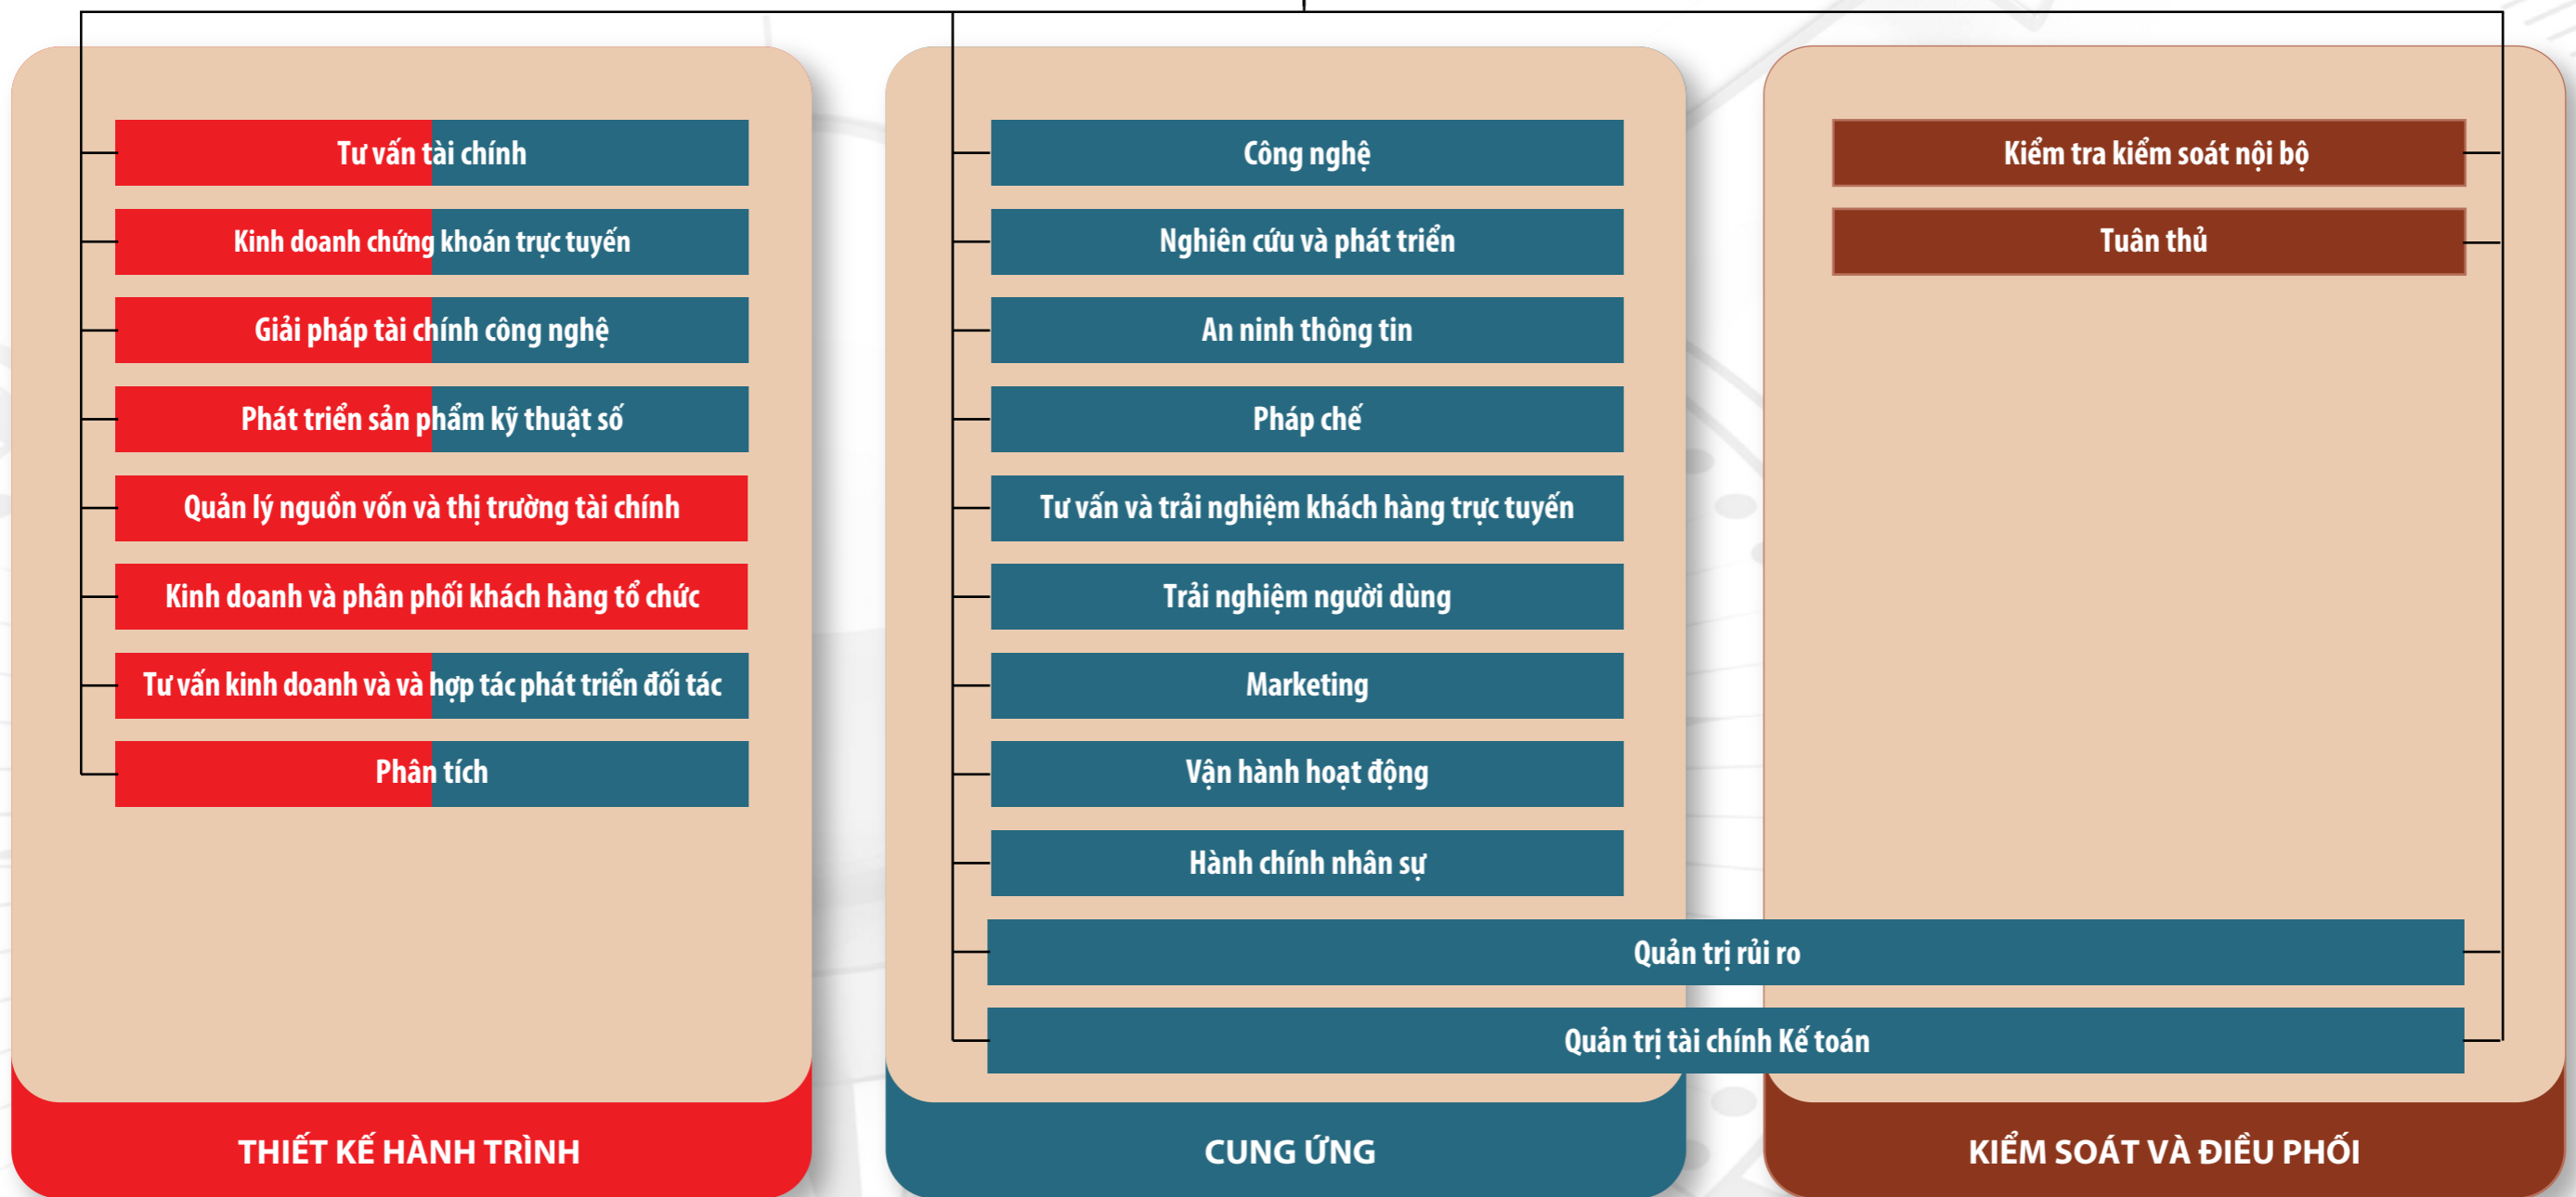 Tư vấn tài chính
Kinh doanh chứng khoán trực tuyến
Giải pháp tài chính công nghệ
Phát triển sản phẩm kỹ thuật số
Quản lý nguồn vốn và thị trường tài chính
Kinh doanh và phân phối khách hàng tổ chức
Tư vấn kinh doanh và và hợp tác phát triển đối tác
Phân tích
THIẾT KẾ HÀNH TRÌNH
Công nghệ
Nghiên cứu và phát triển
An ninh thông tin
Pháp chế
Tư vấn và trải nghiệm khách hàng trực tuyến
Trải nghiệm người dùng
Marketing
Vận hành hoạt động
Hành chính nhân sự
Quản trị rủi ro
Quản trị tài chính Kế toán
CUNG ỨNG
Kiểm tra kiểm soát nội bộ
Tuân thủ
KIỂM SOÁT VÀ ĐIỀU PHỐI